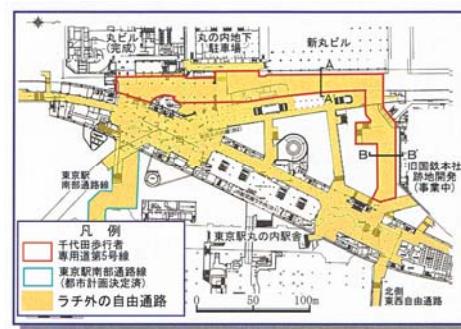 丸ビル
(完成)
丸の内地下
駐車場
新丸ビル
A
A'
B
B'
旧国鉄本社
跡地開発
(事業中)
東京駅
南部通路線
東京駅丸の内駅舎
北側
東西自由通路
凡例
千代田歩行者
専用道第5号線
東京駅南部通路線
(都市計画決定済)
ラチ外の自由通路
0
50
100m